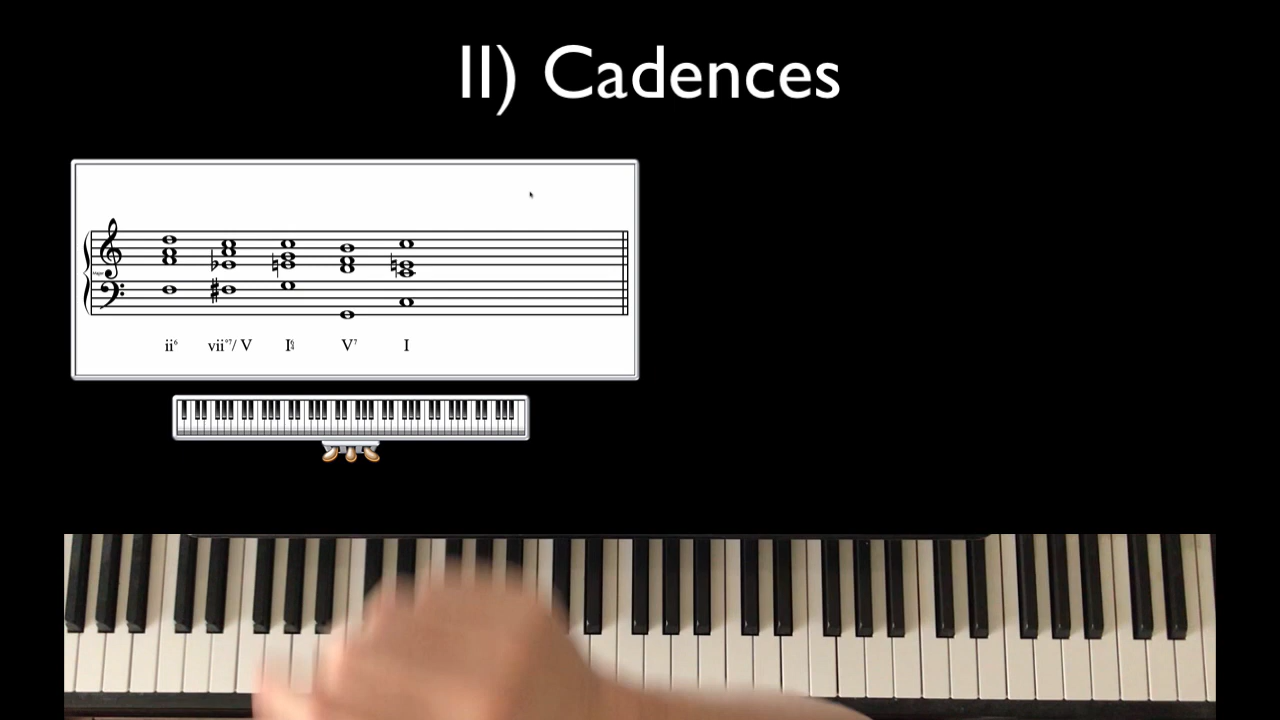 II) Cadences
ii⁶ vii°⁷/ V I⁶₄ V⁷ I